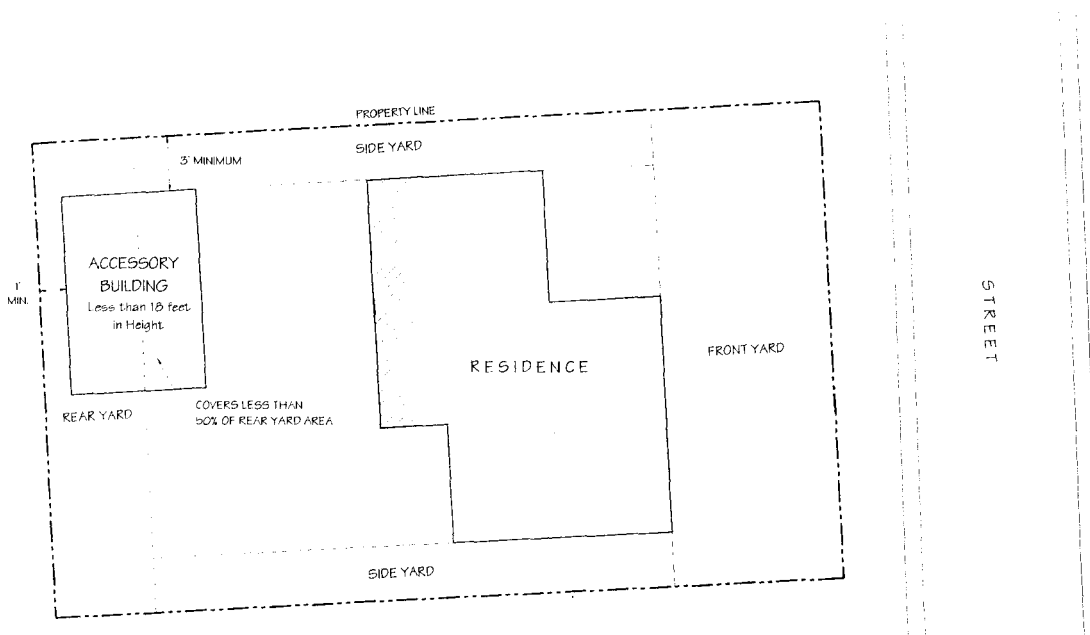 PROPERTY LINE
SIDE YARD
3' MINIMUM
ACCESSORY
BUILDING
Less than 18 feet
in Height
1'
MIN.
STREET
RESIDENCE
FRONT YARD
REAR YARD
COVERS LESS THAN
50% OF REAR YARD AREA
SIDE YARD